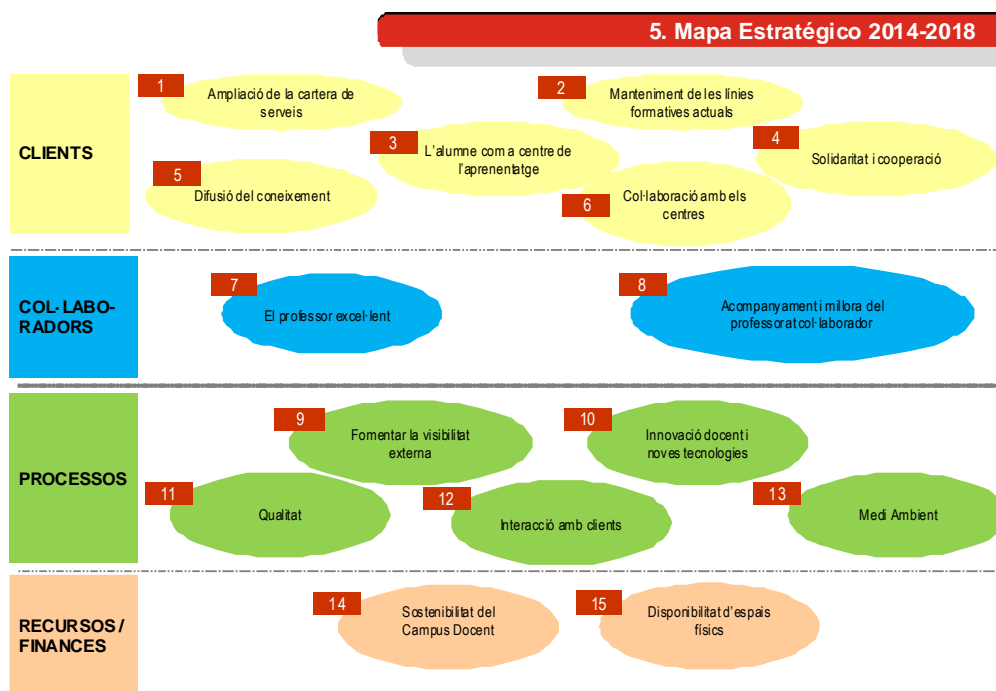 5. Mapa Estratégico 2014-2018
CLIENTS
1
Ampliació de la cartera de
serveis
2
Manteniment de les línies
formatives actuals
3
L'alumne com a centre de
l'aprenentatge
4
Solidaritat i cooperació
5
Difusió del coneixement
6
Col·laboració amb els
centres
COL·LABO-
RADORS
7
El professor excel·lent
8
Acompanyament i millora del
professorat col·laborador
PROCESSOS
9
Fomentar la visibilitat
externa
10
Innovació docent i
noves tecnologies
11
Qualitat
12
Interacció amb clients
13
Medi Ambient
RECURSOS /
FINANCES
14
Sostenibilitat del
Campus Docent
15
Disponibilitat d'espais
físics